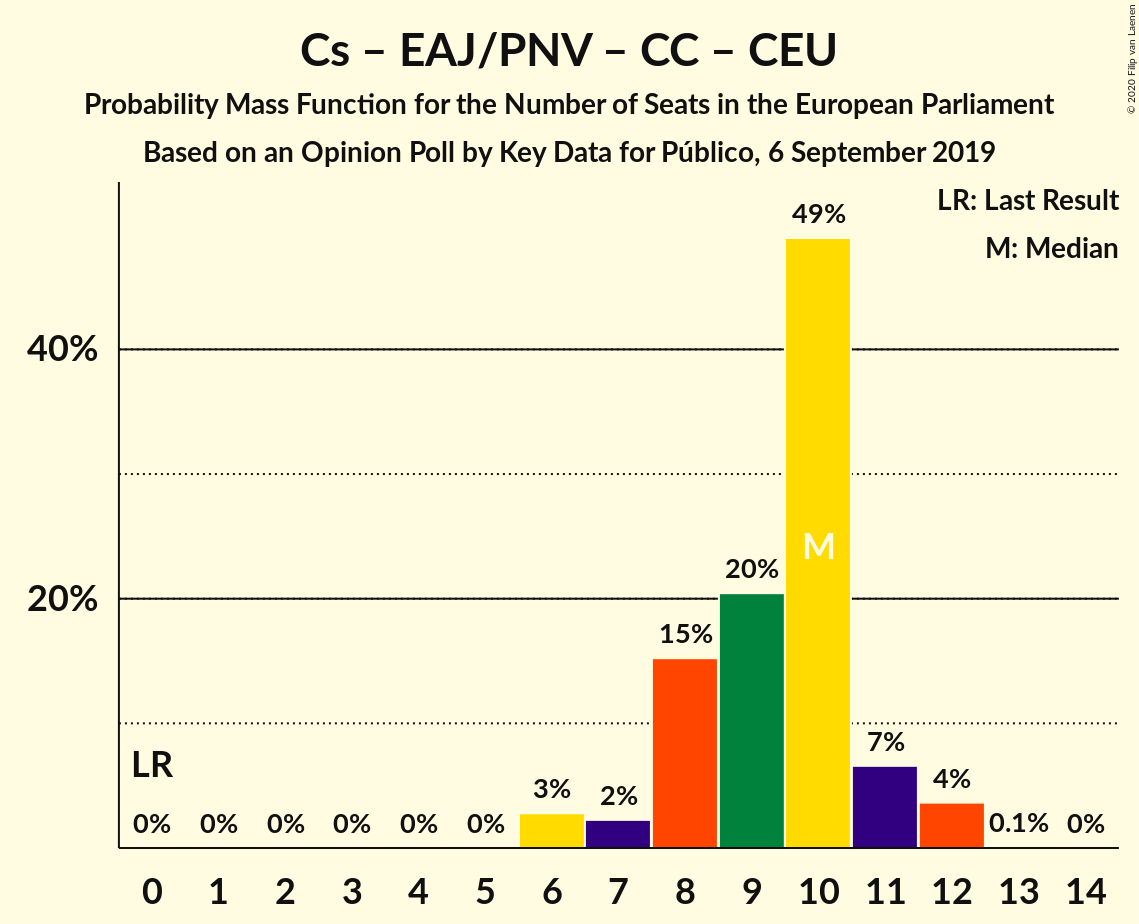 Cs – EAJ/PNV – CC – CEU
Probability Mass Function for the Number of Seats in the European Parliament
Based on an Opinion Poll by Key Data for Público, 6 September 2019
© 2020 Filip van Laenen
LR: Last Result
M: Median
40%
20%
LR
0%
0%
0%
0%
0%
0%
3%
2%
15%
20%
49%
M
7%
4%
0.1%
0%
0 1 2 3 4 5 6 7 8 9 10 11 12 13 14